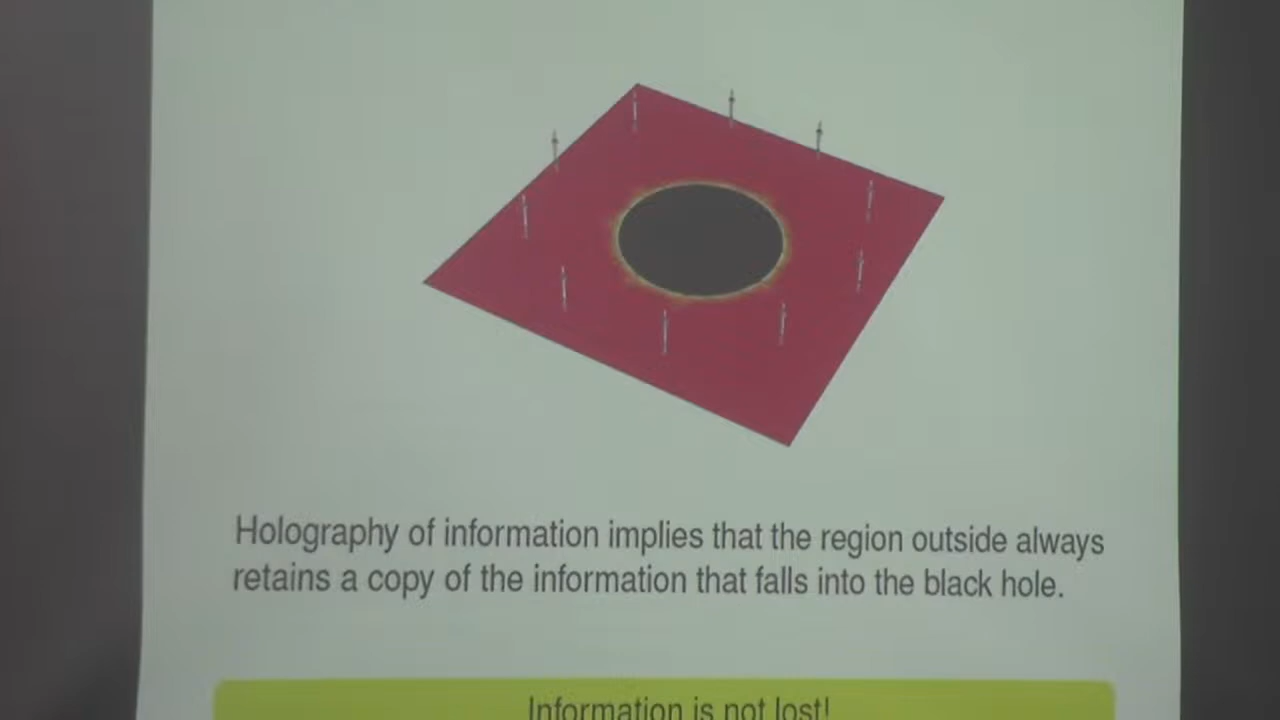 Holography of information implies that the region outside always
retains a copy of the information that falls into the black hole.
Information is not lost!